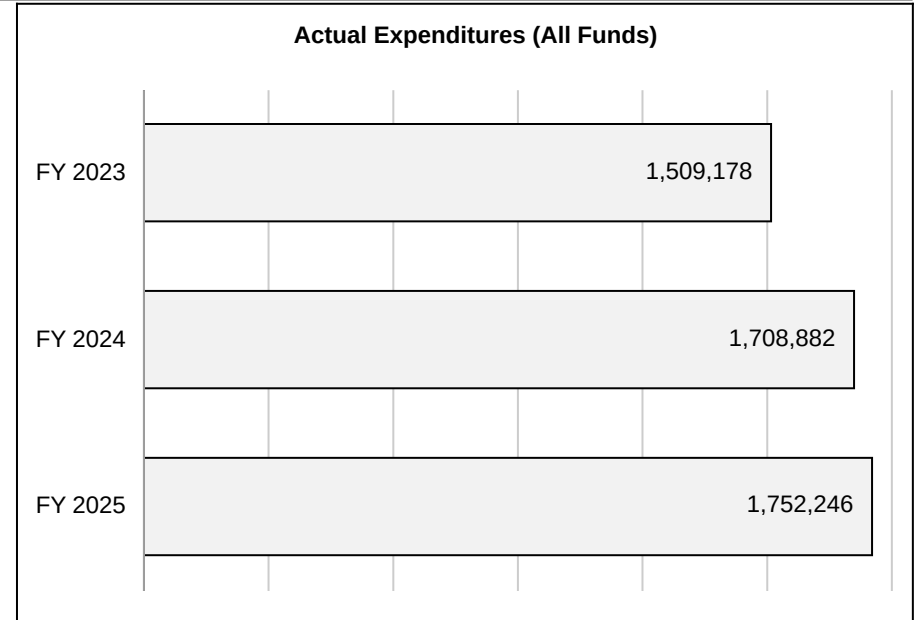 Actual Expenditures (All Funds)
FY 2023
1,509,178
FY 2024
1,708,882
FY 2025
1,752,246